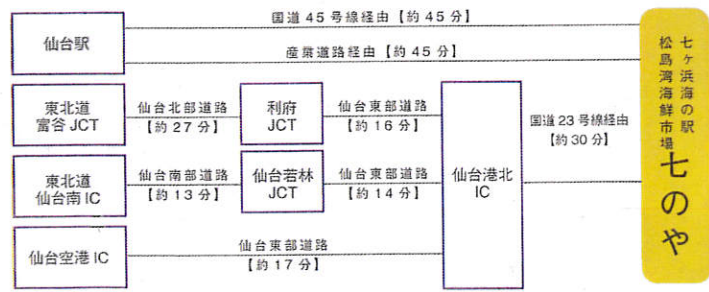 国道45号線経由【約45分】
仙台駅
産業道路経由【約45分】
東北道
富谷JCT
仙台北部道路
【約27分】
利府
JCT
仙台東部道路
【約16分】
東北道
仙台南IC
仙台南部道路
【約13分】
仙台若林
JCT
仙台東部道路
【約14分】
仙台空港IC
仙台東部道路
【約17分】
仙台港北
IC
国道23号線経由
【約30分】
七ヶ浜海の駅
松島湾海鮮市場
七のや